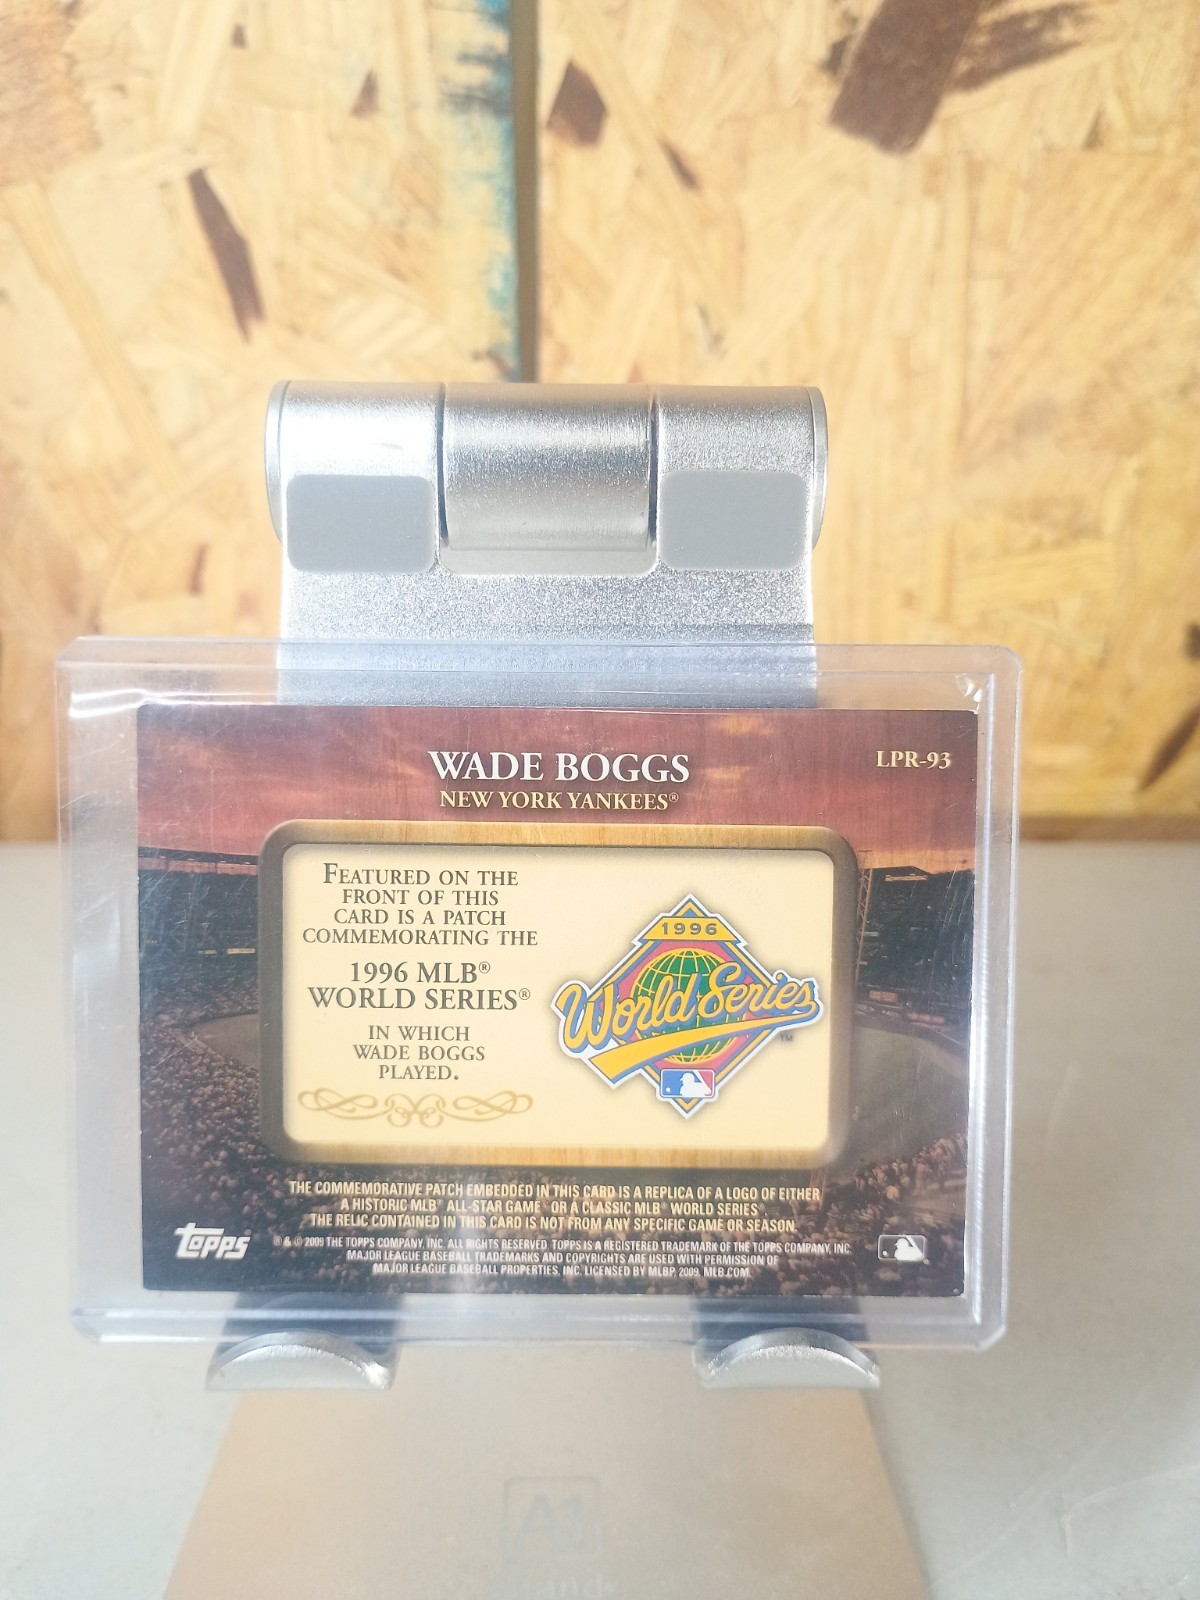 WADE BOGGS
NEW YORK YANKEES®
LPR-93
FEATURED ON THE
FRONT OF THIS
CARD IS A PATCH
COMMEMORATING THE
1996 MLB®
WORLD SERIES®
IN WHICH
WADE BOGGS
PLAYED.
1996
World Series
TM
THE COMMEMORATIVE PATCH EMBEDDED IN THIS CARD IS A REPLICA OF A LOGO OF EITHER
A HISTORIC MLB® ALL-STAR GAME® OR A CLASSIC MLB® WORLD SERIES®.
THE RELIC CONTAINED IN THIS CARD IS NOT FROM ANY SPECIFIC GAME OR SEASON.
Topps
® & © 2009 THE TOPPS COMPANY, INC. ALL RIGHTS RESERVED. TOPPS IS A REGISTERED TRADEMARK OF THE TOPPS COMPANY, INC.
MAJOR LEAGUE BASEBALL TRADEMARKS AND COPYRIGHTS ARE USED WITH PERMISSION OF
MAJOR LEAGUE BASEBALL PROPERTIES, INC. LICENSED BY MLBP, 2009. MLB.COM.
A1